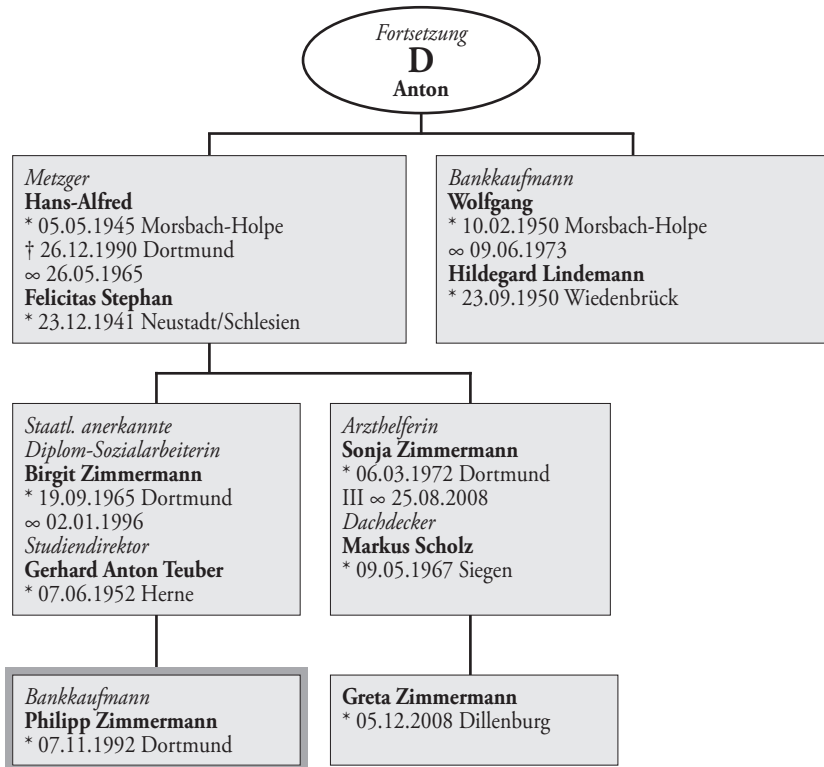 Fortsetzung
D
Anton
Metzger
Hans-Alfred
* 05.05.1945 Morsbach-Holpe
† 26.12.1990 Dortmund
∞ 26.05.1965
Felicitas Stephan
* 23.12.1941 Neustadt/Schlesien
Bankkaufmann
Wolfgang
* 10.02.1950 Morsbach-Holpe
∞ 09.06.1973
Hildegard Lindemann
* 23.09.1950 Wiedenbrück
Staatl. anerkannte
Diplom-Sozialarbeiterin
Birgit Zimmermann
* 19.09.1965 Dortmund
∞ 02.01.1996
Studiendirektor
Gerhard Anton Teuber
* 07.06.1952 Herne
Arzthelferin
Sonja Zimmermann
* 06.03.1972 Dortmund
III ∞ 25.08.2008
Dachdecker
Markus Scholz
* 09.05.1967 Siegen
Bankkaufmann
Philipp Zimmermann
* 07.11.1992 Dortmund
Greta Zimmermann
* 05.12.2008 Dillenburg